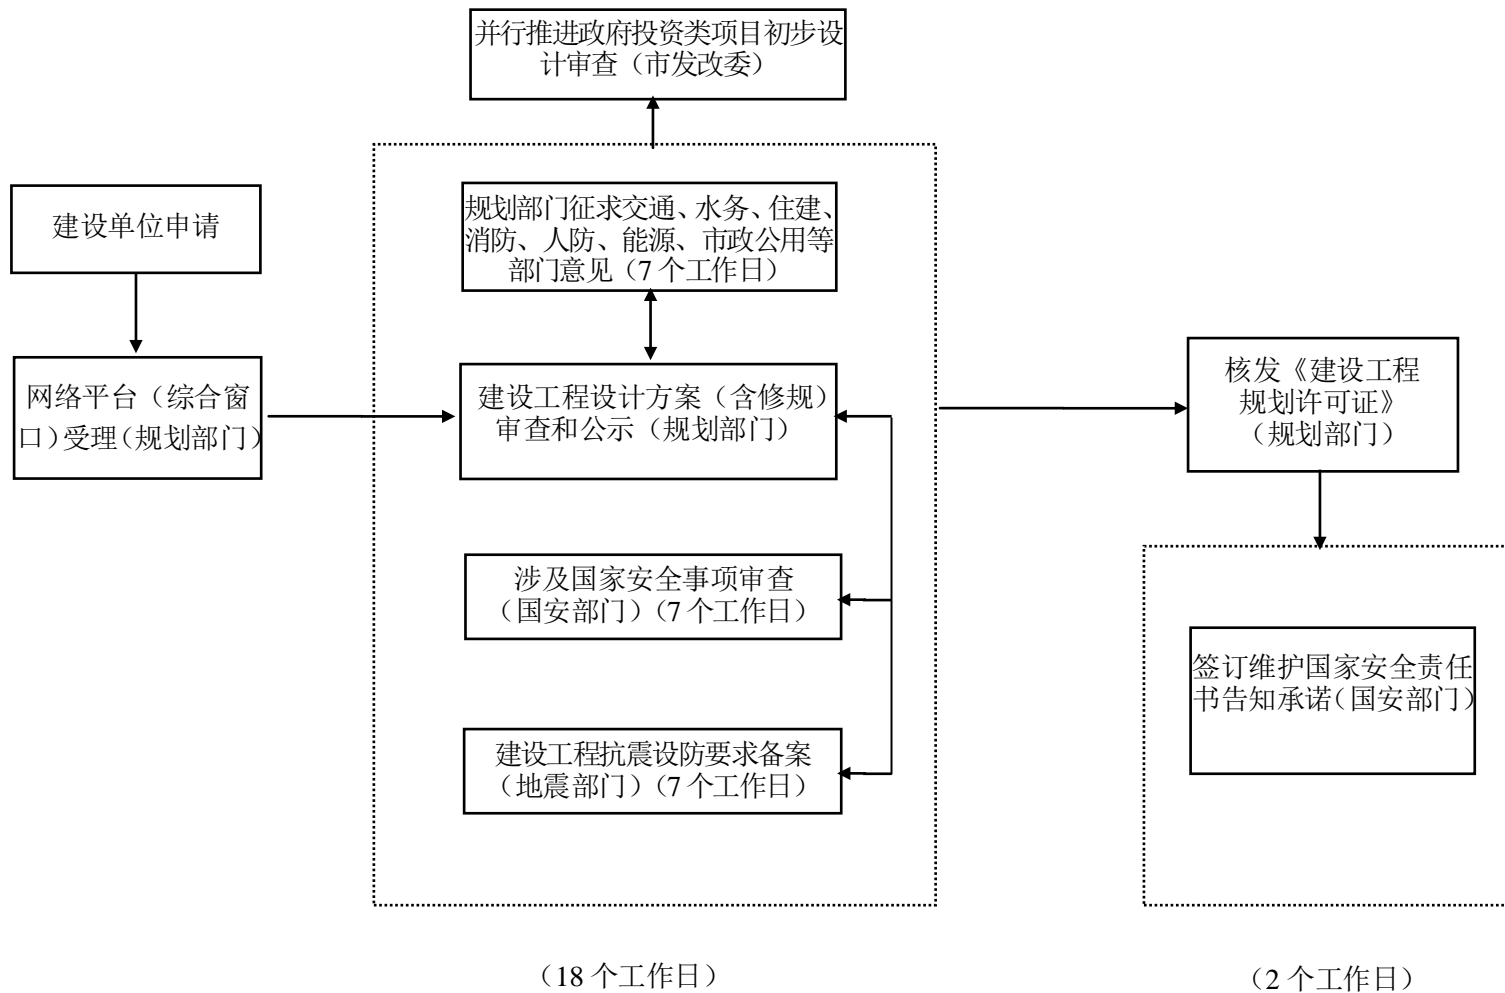 并行推进政府投资类项目初步设
计审查（市发改委）
建设单位申请
网络平台（综合窗
口）受理（规划部门）
规划部门征求交通、水务、住建、
消防、人防、能源、市政公用等
部门意见（7 个工作日）
建设工程设计方案（含修规）
审查和公示（规划部门）
涉及国家安全事项审查
（国安部门）（7 个工作日）
建设工程抗震设防要求备案
（地震部门）（7 个工作日）
（18 个工作日）
核发《建设工程
规划许可证》
（规划部门）
签订维护国家安全责任
书告知承诺（国安部门）
（2 个工作日）